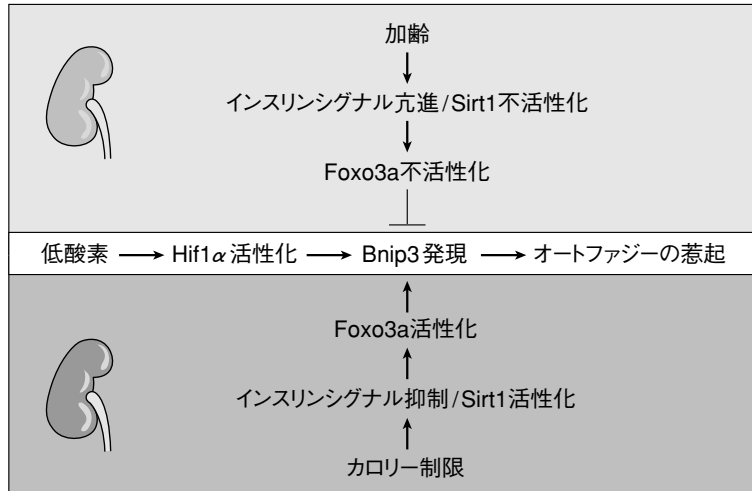 加齢
インスリンシグナル亢進/Sirt1不活性化
Foxo3a不活性化
低酸素 → Hif1α活性化 → Bnip3発現 → オートファジーの惹起
Foxo3a活性化
インスリンシグナル抑制/Sirt1活性化
カロリー制限